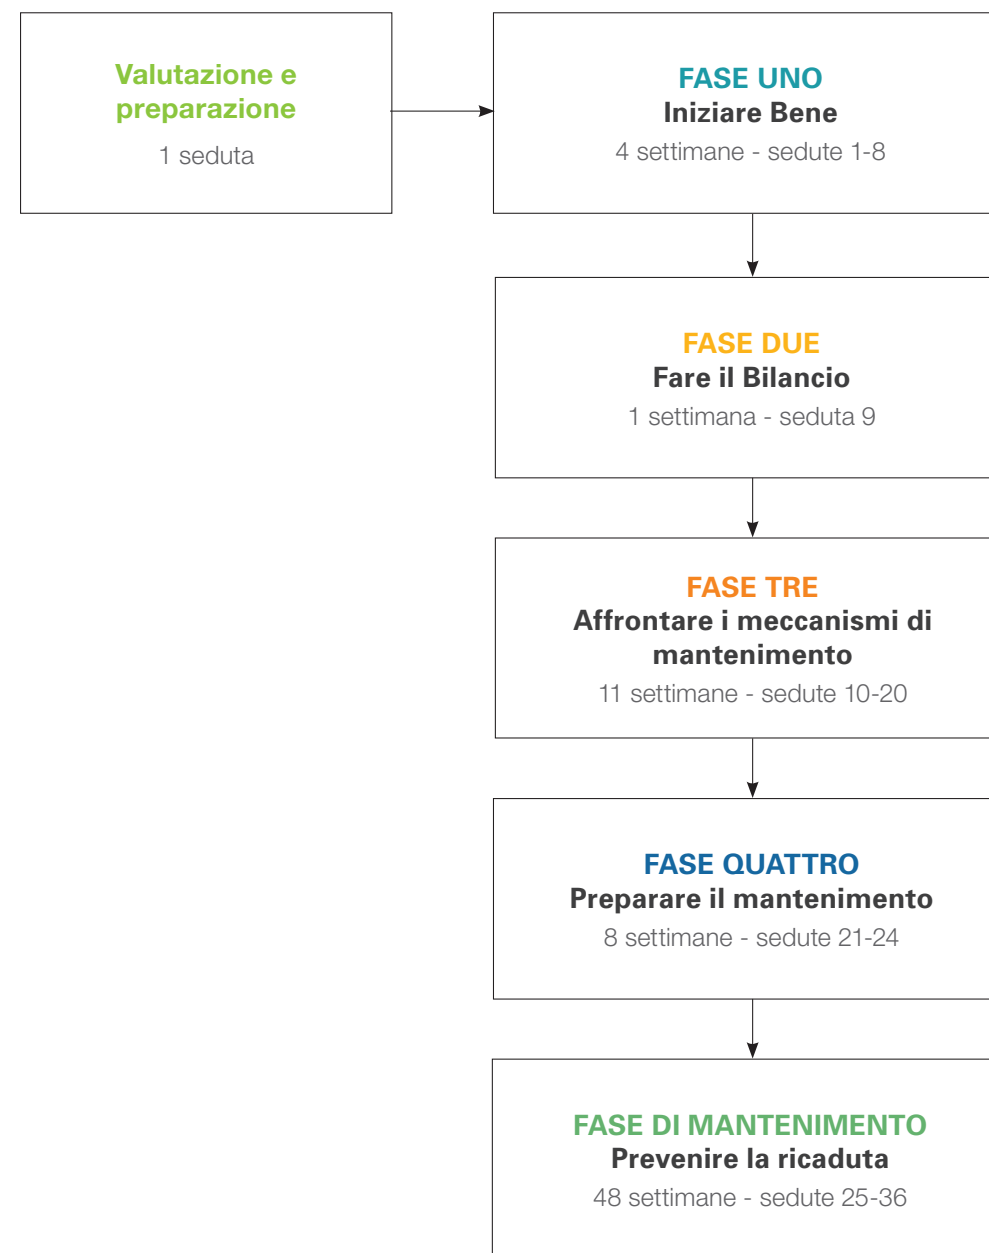 Valutazione e
preparazione
1 seduta
FASE UNO
Iniziare Bene
4 settimane - sedute 1-8
FASE DUE
Fare il Bilancio
1 settimana - seduta 9
FASE TRE
Affrontare i meccanismi di
mantenimento
11 settimane - sedute 10-20
FASE QUATTRO
Preparare il mantenimento
8 settimane - sedute 21-24
FASE DI MANTENIMENTO
Prevenire la ricaduta
48 settimane - sedute 25-36